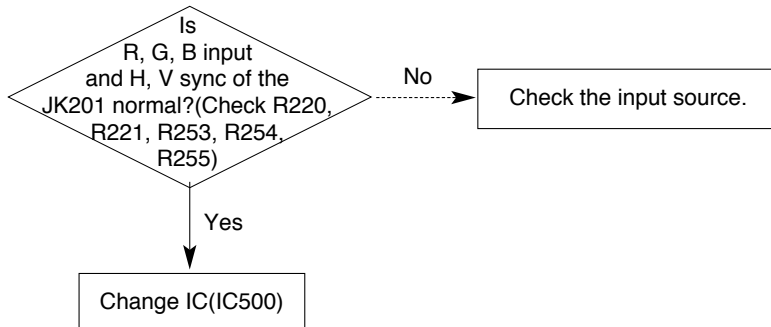 Is
R, G, B input
and H, V sync of the
JK201 normal?(Check R220,
R221, R253, R254,
R255)
No
Check the input source.
Yes
Change IC(IC500)